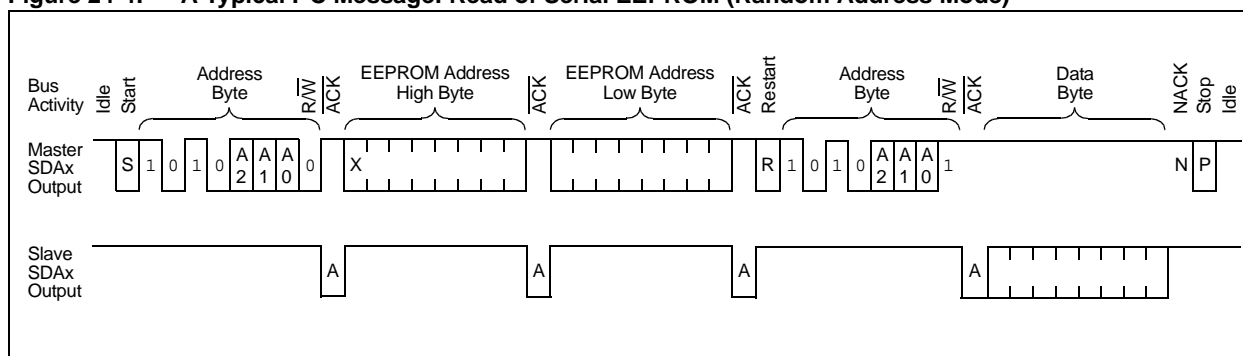 Figure 24-4: A Typical I²C Message: Read of Serial EEPROM (Random Address Mode)
Bus
Activity
Idle
Start
Address
Byte
R/W
ACK
EEPROM Address
High Byte
ACK
EEPROM Address
Low Byte
ACK
Restart
Address
Byte
R/W
ACK
Data
Byte
NACK
Stop
Idle
Master
SDAx
Output
S 1 0 1 0 A2 A1 A0 0 X R 1 0 1 0 A2 A1 A0 1 N P
Slave
SDAx
Output
A A A A